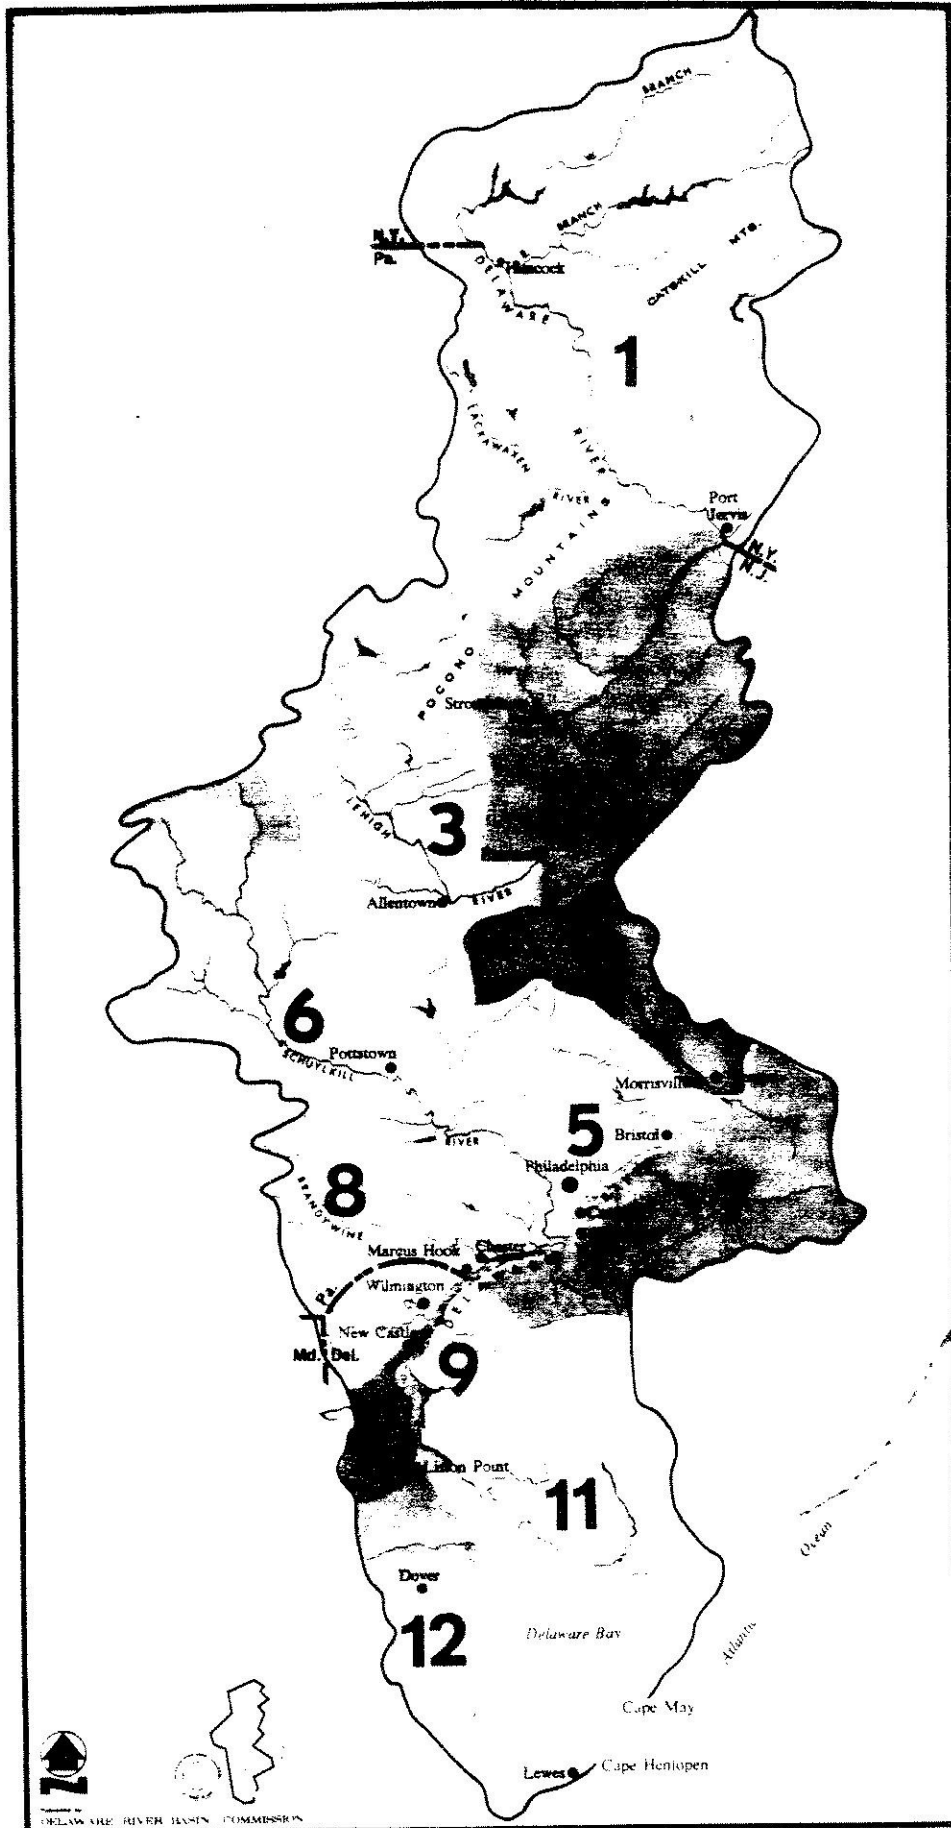 BRANCH
W.
BRANCH
E.
MTS.
CATSKILL
N.Y.
Pa.
Hancock
DELAWARE
1
LACKAWAXEN
RIVER
RIVER
MOUNTAINS
Port
Jervis
N.Y.
N.J.
POCONO
LEHIGH
3
Allentown
RIVER
6
SCHUYLKILL
Pottstown
Morrisville
RIVER
5
Bristol
Philadelphia
8
BRANDYWINE
Marcus Hook
Chester
Pa.
Wilmington
New Castle
Md. Del.
9
Liston Point
11
Dover
12
Delaware Bay
Atlantic Ocean
Cape May
Lewes
Cape Henlopen
N
DELAWARE RIVER BASIN COMMISSION